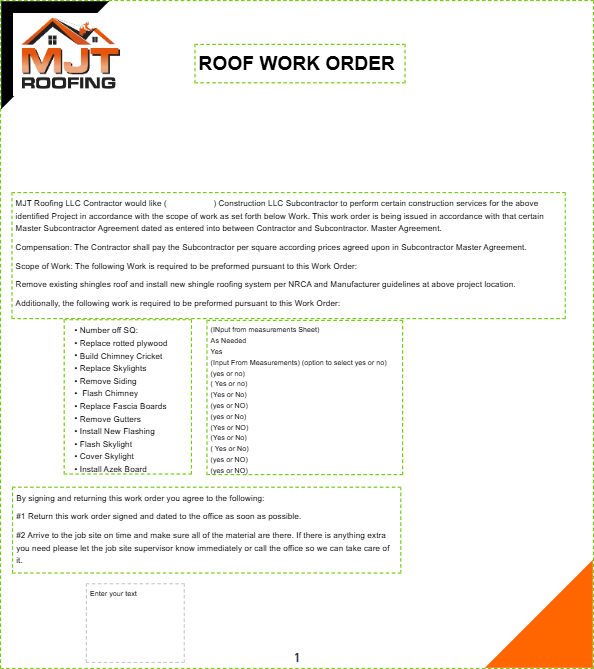 MJT
ROOFING
ROOF WORK ORDER
MJT Roofing LLC Contractor would like ( ) Construction LLC Subcontractor to perform certain construction services for the above
identified Project in accordance with the scope of work as set forth below Work. This work order is being issued in accordance with that certain
Master Subcontractor Agreement dated as entered into between Contractor and Subcontractor. Master Agreement.
Compensation: The Contractor shall pay the Subcontractor per square according prices agreed upon in Subcontractor Master Agreement.
Scope of Work: The following Work is required to be preformed pursuant to this Work Order:
Remove existing shingles roof and install new shingle roofing system per NRCA and Manufacturer guidelines at above project location.
Additionally, the following work is required to be preformed pursuant to this Work Order:
• Number off SQ:
• Replace rotted plywood
• Build Chimney Cricket
• Replace Skylights
• Remove Siding
• Flash Chimney
• Replace Fascia Boards
• Remove Gutters
• Install New Flashing
• Flash Skylight
• Cover Skylight
• Install Azek Board
(INput from measurements Sheet)
As Needed
Yes
(Input From Measurements) (option to select yes or no)
(yes or no)
( Yes or no)
(Yes or No)
(yes or NO)
(yes or No)
(Yes or NO)
(Yes or No)
( Yes or No)
(yes or NO)
(yes or NO)
By signing and returning this work order you agree to the following:
#1 Return this work order signed and dated to the office as soon as possible.
#2 Arrive to the job site on time and make sure all of the material are there. If there is anything extra
you need please let the job site supervisor know immediately or call the office so we can take care of
it.
Enter your text
1